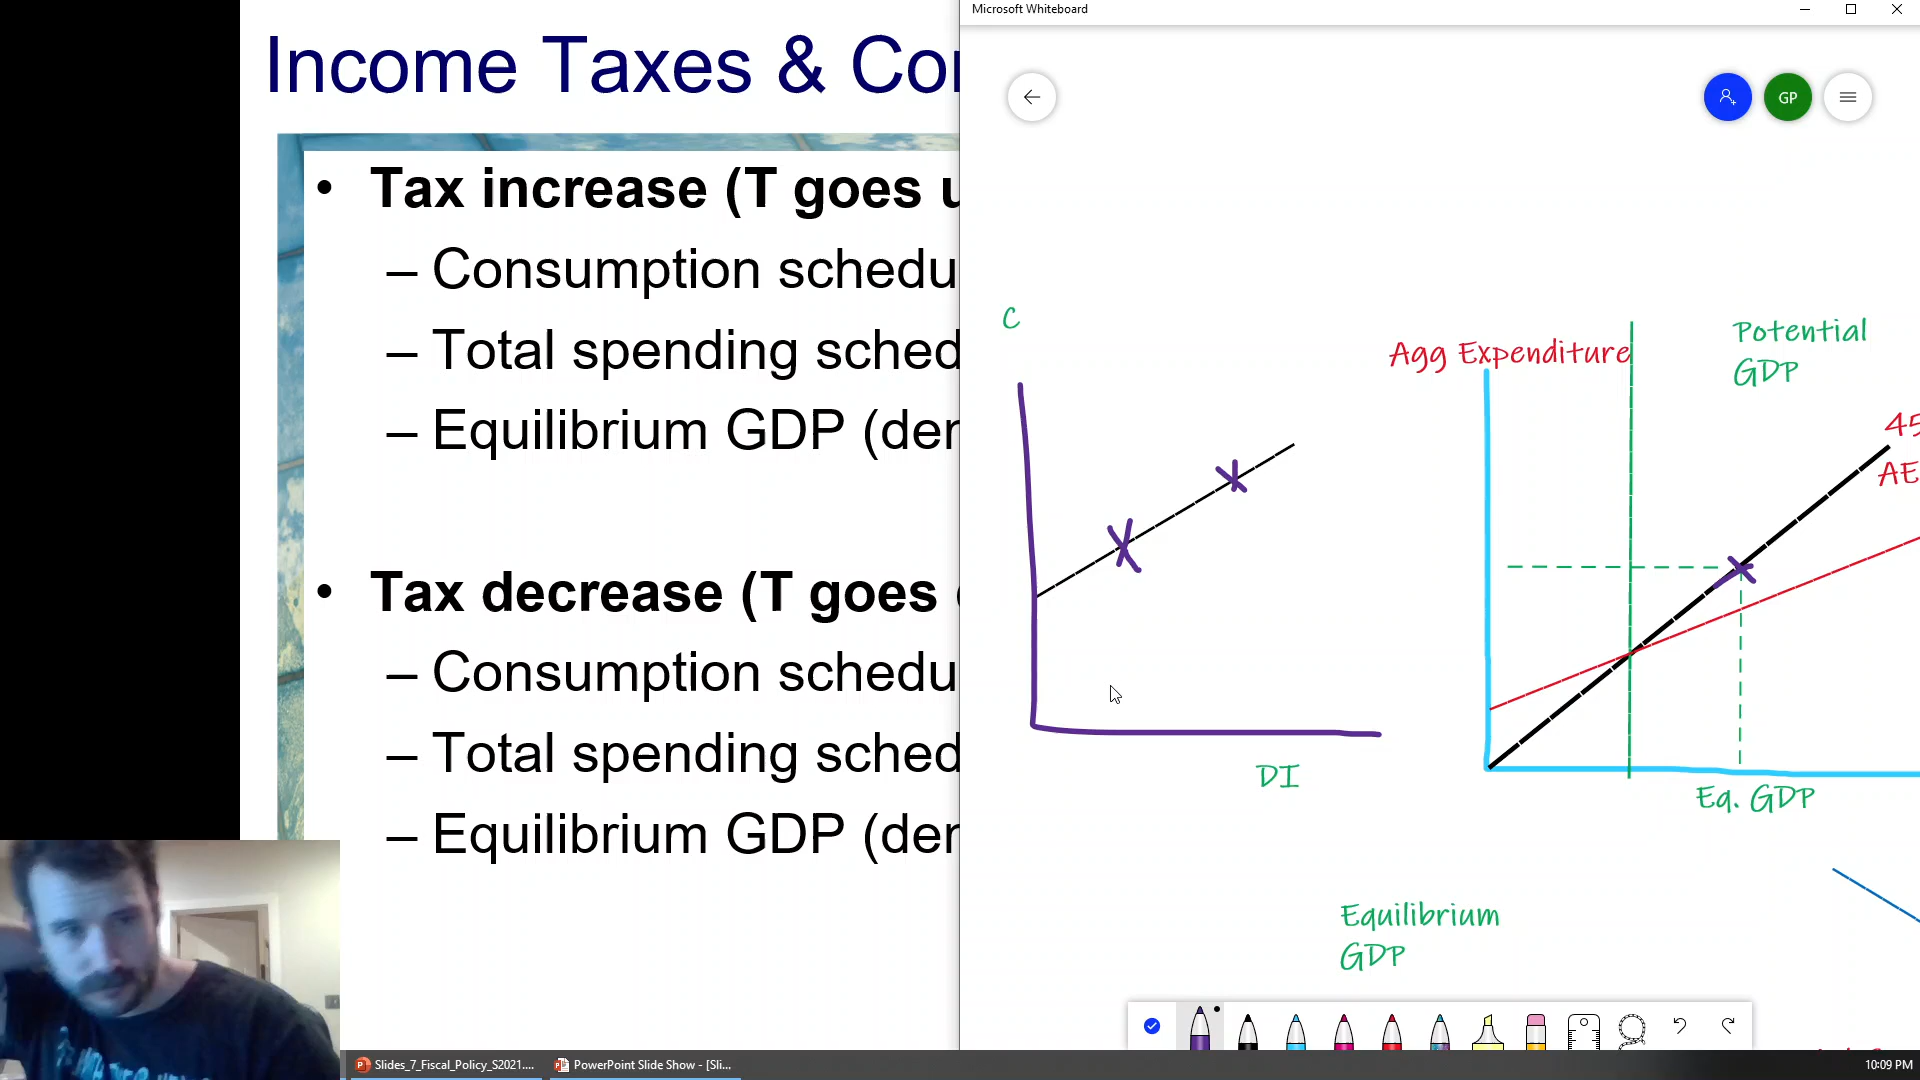 Microsoft Whiteboard
Income Taxes & Co
GP
• Tax increase (T goes
– Consumption schedu
– Total spending sched
– Equilibrium GDP (de
• Tax decrease (T goes
– Consumption schedu
– Total spending sched
– Equilibrium GDP (de
C
DI
Agg Expenditure
Potential
GDP
45
AE
Eq. GDP
Equilibrium
GDP
Slides_7_Fiscal_Policy_S2021....
PowerPoint Slide Show - [Sli...
10:09 PM